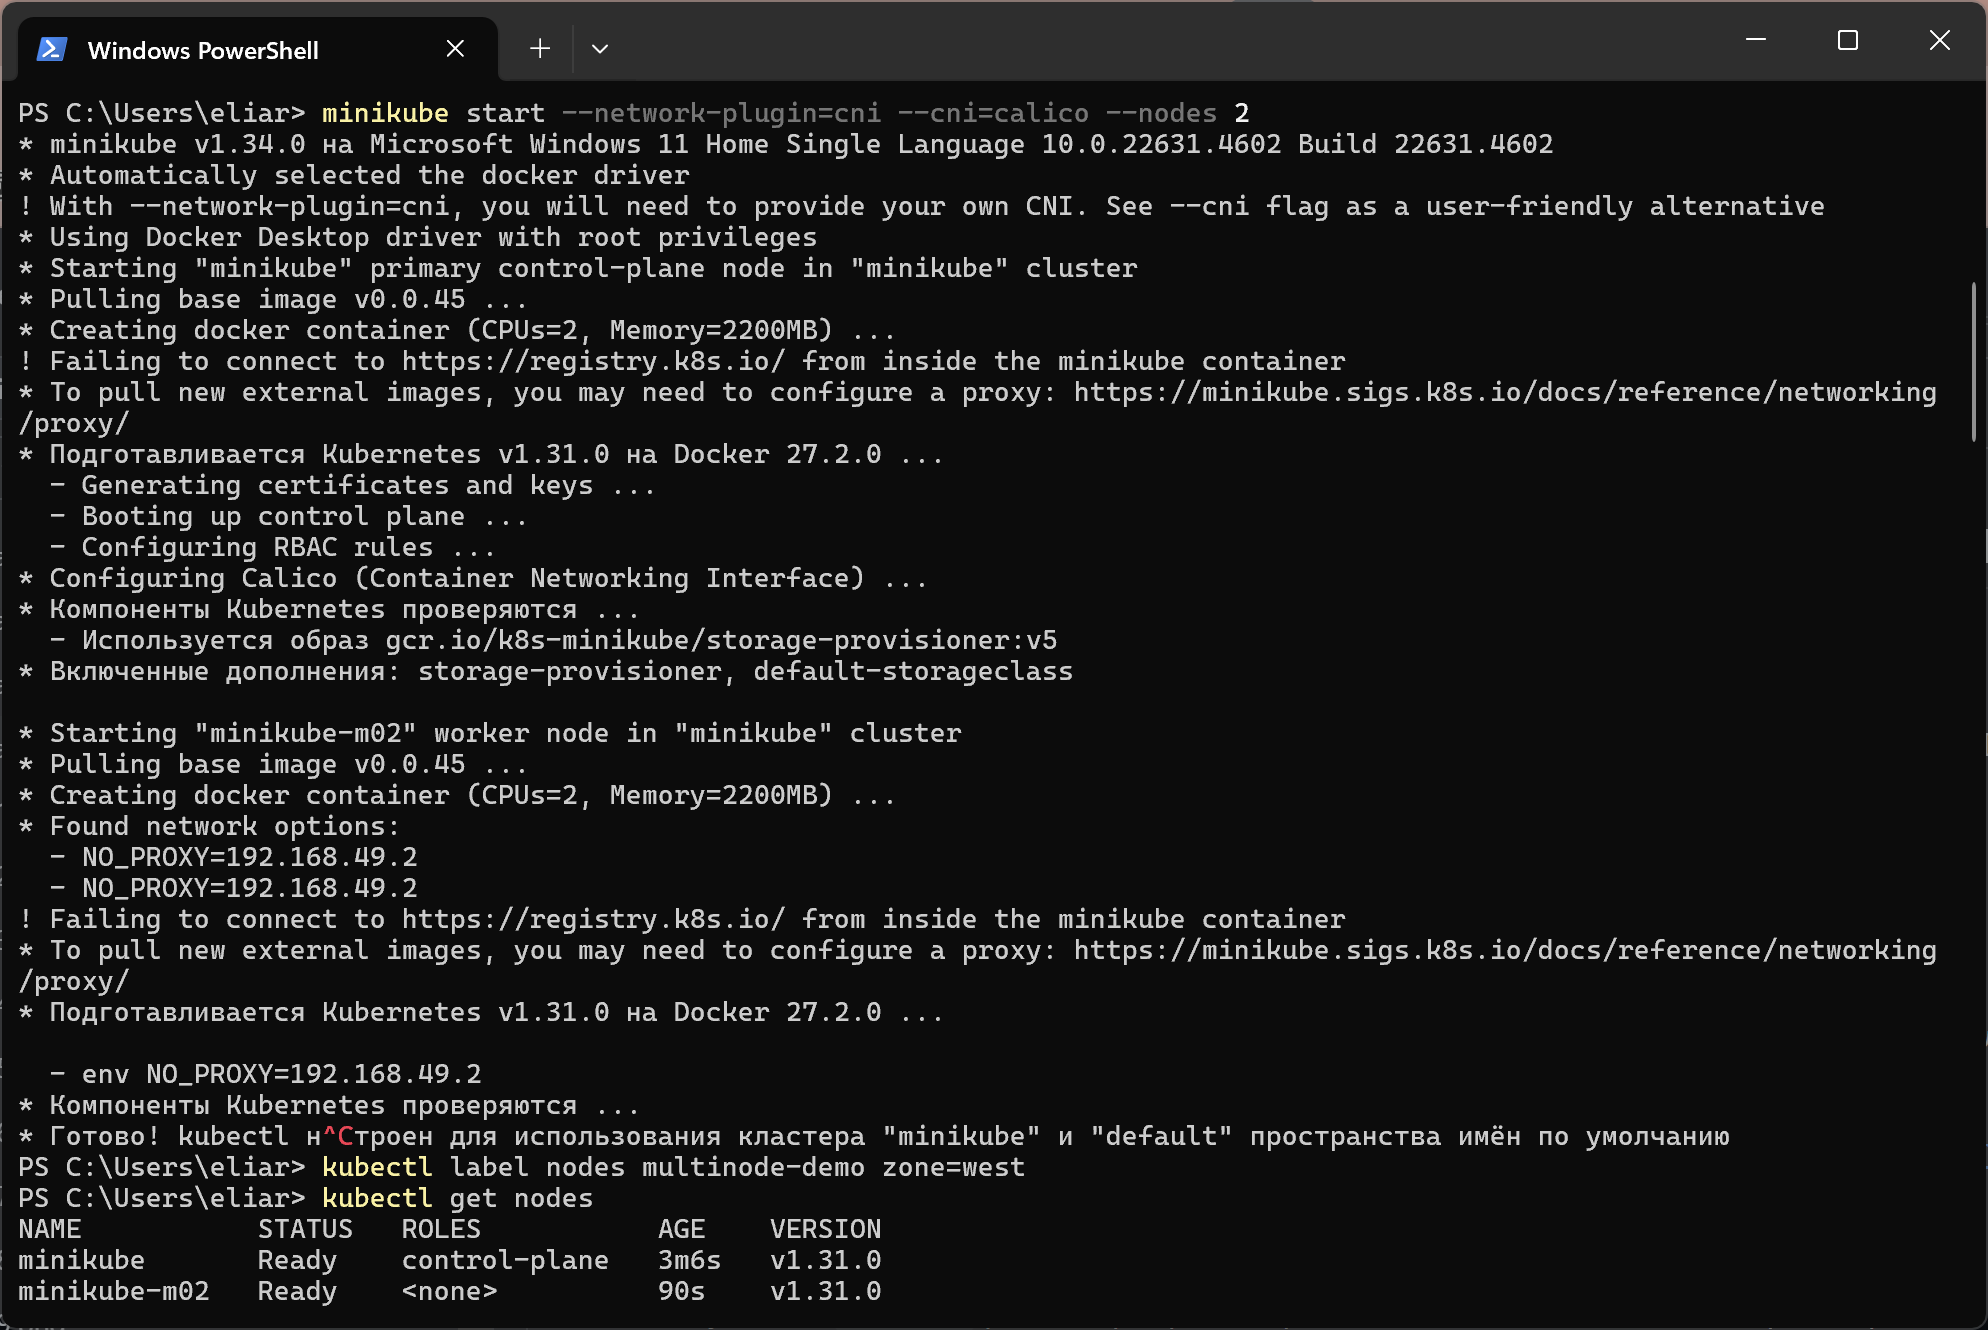 Windows PowerShell
PS C:\Users\eliar> minikube start --network-plugin=cni --cni=calico --nodes 2
* minikube v1.34.0 на Microsoft Windows 11 Home Single Language 10.0.22631.4602 Build 22631.4602
* Automatically selected the docker driver
! With --network-plugin=cni, you will need to provide your own CNI. See --cni flag as a user-friendly alternative
* Using Docker Desktop driver with root privileges
* Starting "minikube" primary control-plane node in "minikube" cluster
* Pulling base image v0.0.45 ...
* Creating docker container (CPUs=2, Memory=2200MB) ...
! Failing to connect to https://registry.k8s.io/ from inside the minikube container
* To pull new external images, you may need to configure a proxy: https://minikube.sigs.k8s.io/docs/reference/networking
/proxy/
* Подготавливается Kubernetes v1.31.0 на Docker 27.2.0 ...
  - Generating certificates and keys ...
  - Booting up control plane ...
  - Configuring RBAC rules ...
* Configuring Calico (Container Networking Interface) ...
* Компоненты Kubernetes проверяются ...
  - Используется образ gcr.io/k8s-minikube/storage-provisioner:v5
* Включенные дополнения: storage-provisioner, default-storageclass
* Starting "minikube-m02" worker node in "minikube" cluster
* Pulling base image v0.0.45 ...
* Creating docker container (CPUs=2, Memory=2200MB) ...
* Found network options:
  - NO_PROXY=192.168.49.2
  - NO_PROXY=192.168.49.2
! Failing to connect to https://registry.k8s.io/ from inside the minikube container
* To pull new external images, you may need to configure a proxy: https://minikube.sigs.k8s.io/docs/reference/networking
/proxy/
* Подготавливается Kubernetes v1.31.0 на Docker 27.2.0 ...
  - env NO_PROXY=192.168.49.2
* Компоненты Kubernetes проверяются ...
* Готово! kubectl н^Cтроен для использования кластера "minikube" и "default" пространства имён по умолчанию
PS C:\Users\eliar> kubectl label nodes multinode-demo zone=west
PS C:\Users\eliar> kubectl get nodes
NAME           STATUS   ROLES           AGE    VERSION
minikube       Ready    control-plane   3m6s   v1.31.0
minikube-m02   Ready    <none>          90s    v1.31.0